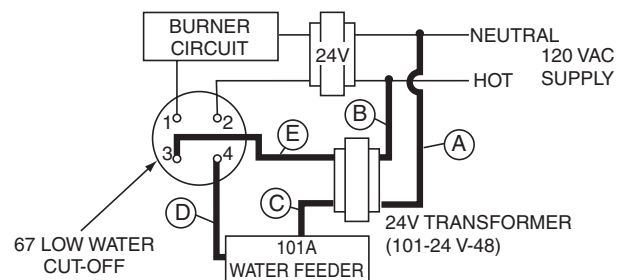 BURNER
CIRCUIT
24V
NEUTRAL
120 VAC
SUPPLY
HOT
1
2
3
4
B
A
E
C
D
67 LOW WATER
CUT-OFF
101A
WATER FEEDER
24V TRANSFORMER
(101-24 V-48)